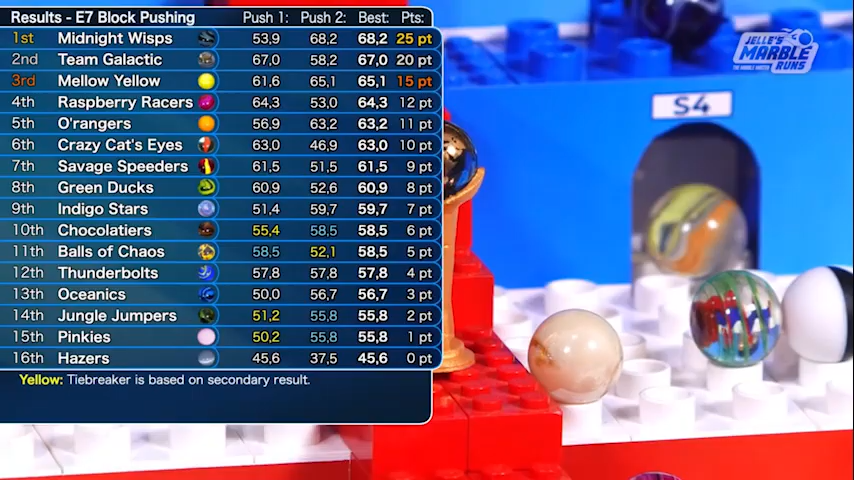 Results - E7 Block Pushing Push 1: Push 2: Best: Pts:
1st Midnight Wisps 53,9 68,2 68,2 25 pt
2nd Team Galactic 67,0 58,2 67,0 20 pt
3rd Mellow Yellow 61,6 65,1 65,1 15 pt
4th Raspberry Racers 64,3 53,0 64,3 12 pt
5th O'rangers 56,9 63,2 63,2 11 pt
6th Crazy Cat's Eyes 63,0 46,9 63,0 10 pt
7th Savage Speeders 61,5 51,5 61,5 9 pt
8th Green Ducks 60,9 52,6 60,9 8 pt
9th Indigo Stars 51,4 59,7 59,7 7 pt
10th Chocolatiers 55,4 58,5 58,5 6 pt
11th Balls of Chaos 58,5 52,1 58,5 5 pt
12th Thunderbolts 57,8 57,8 57,8 4 pt
13th Oceanics 50,0 56,7 56,7 3 pt
14th Jungle Jumpers 51,2 55,8 55,8 2 pt
15th Pinkies 50,2 55,8 55,8 1 pt
16th Hazers 45,6 37,5 45,6 0 pt
Yellow: Tiebreaker is based on secondary result.
JELLE'S
MARBLE
RUNS
S4